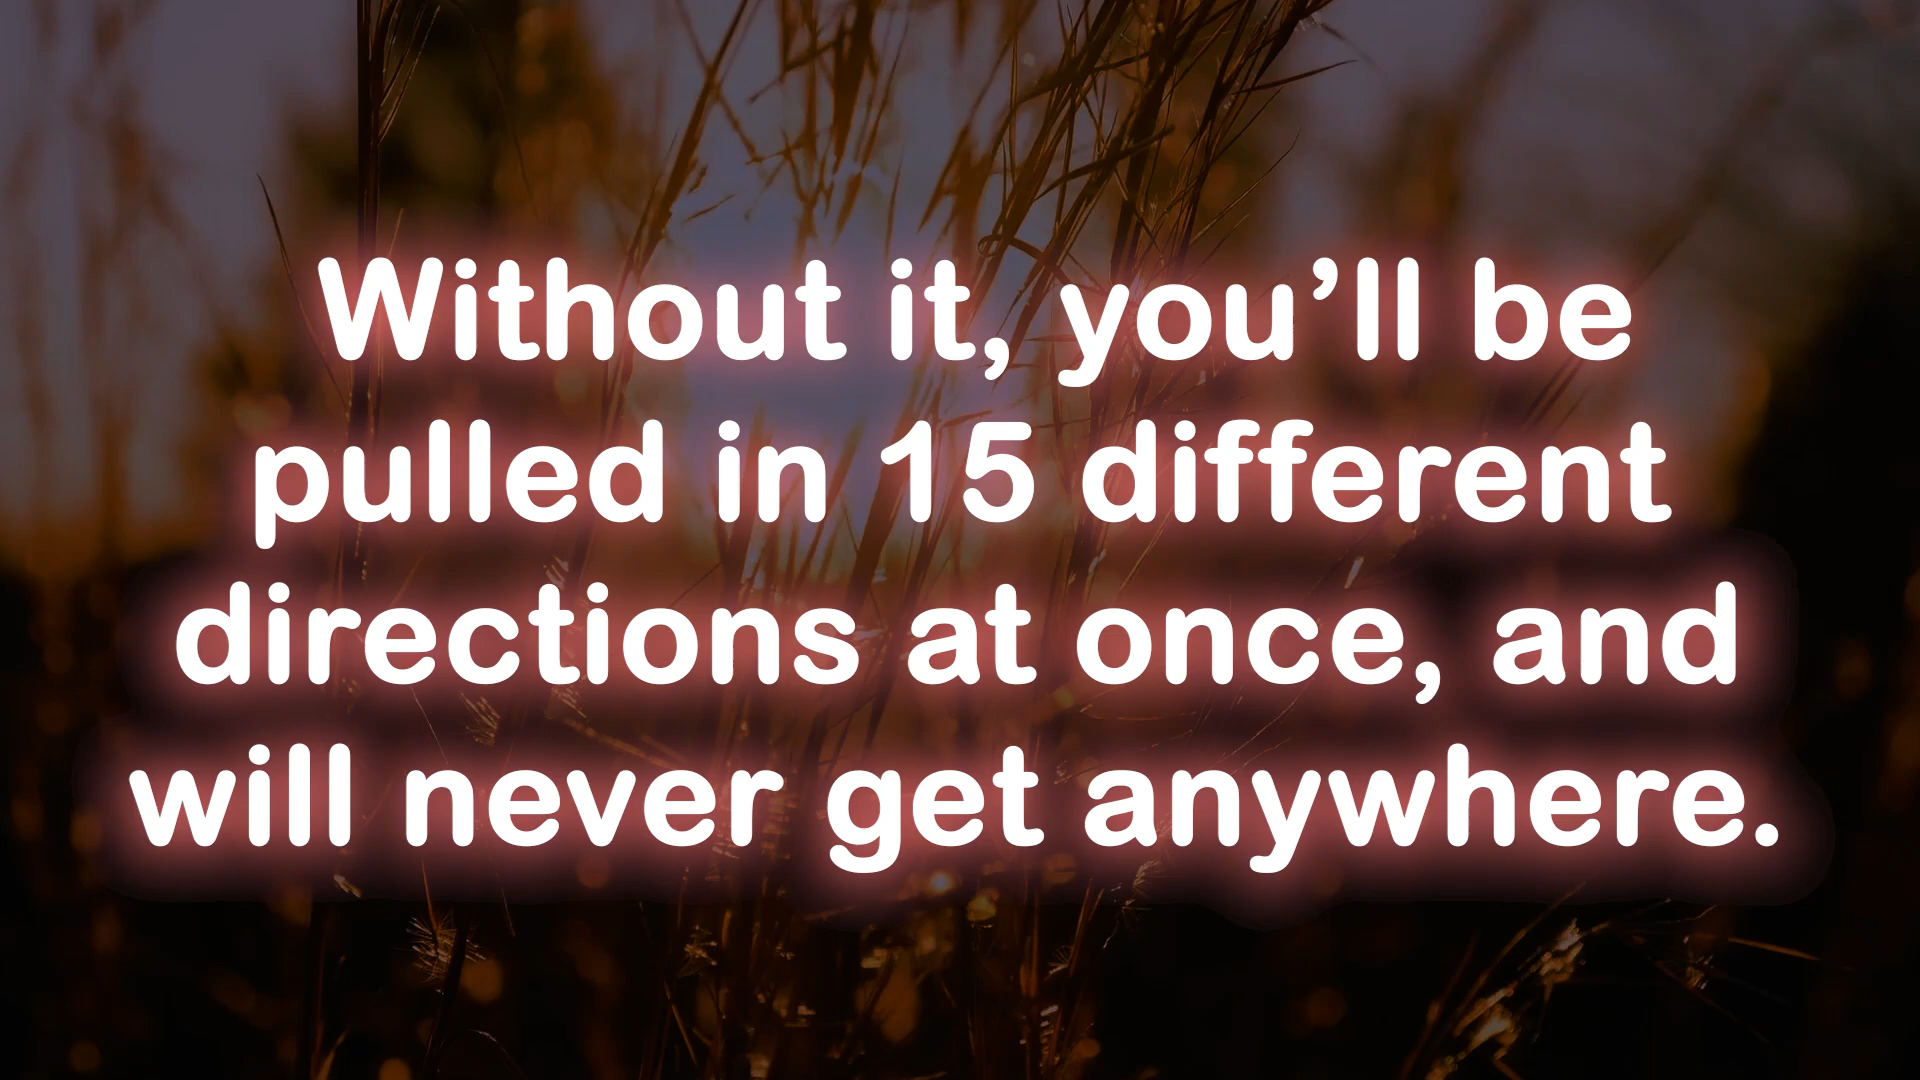 Without it, you’ll be
pulled in 15 different
directions at once, and
will never get anywhere.